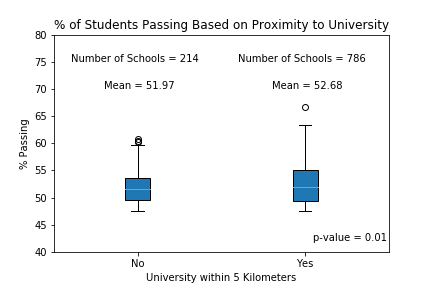 % of Students Passing Based on Proximity to University
80
75
70
65
60
55
50
45
40
% Passing
Number of Schools = 214
Number of Schools = 786
Mean = 51.97
Mean = 52.68
p-value = 0.01
No
Yes
University within 5 Kilometers